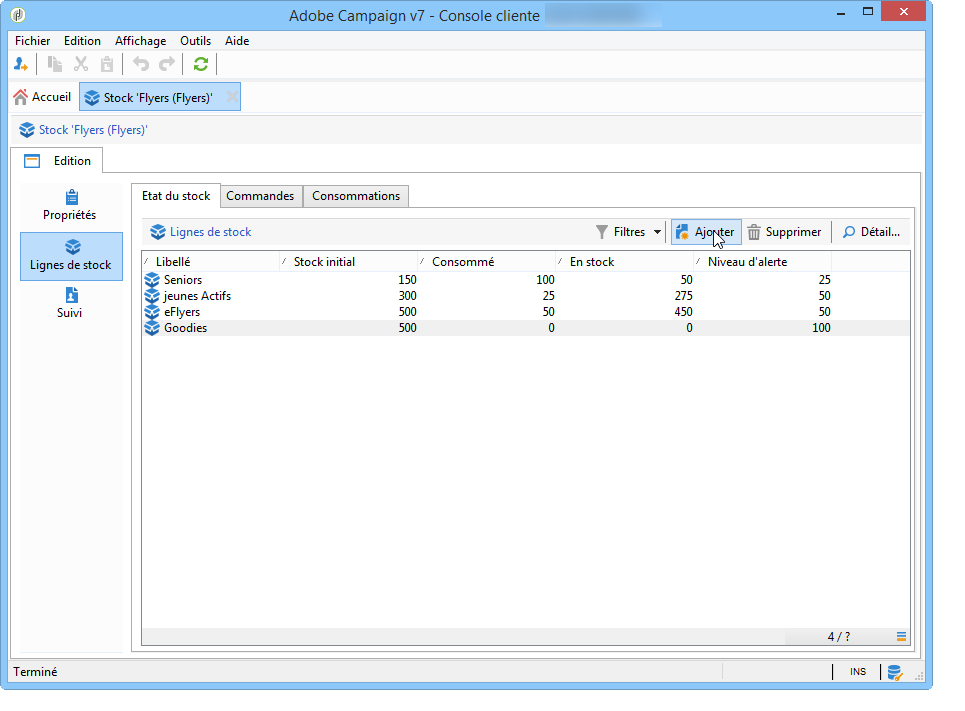 Adobe Campaign v7 - Console cliente
Fichier Edition Affichage Outils Aide
Accueil Stock 'Flyers (Flyers)'
Stock 'Flyers (Flyers)'
Edition
Propriétés
Lignes de stock
Suivi
Etat du stock Commandes Consommations
Lignes de stock Filtres Ajouter Supprimer Détail...
Libellé Stock initial Consommé En stock Niveau d'alerte
Seniors 150 100 50 25
jeunes Actifs 300 25 275 50
eFlyers 500 50 450 50
Goodies 500 0 0 100
4 / ?
Terminé INS